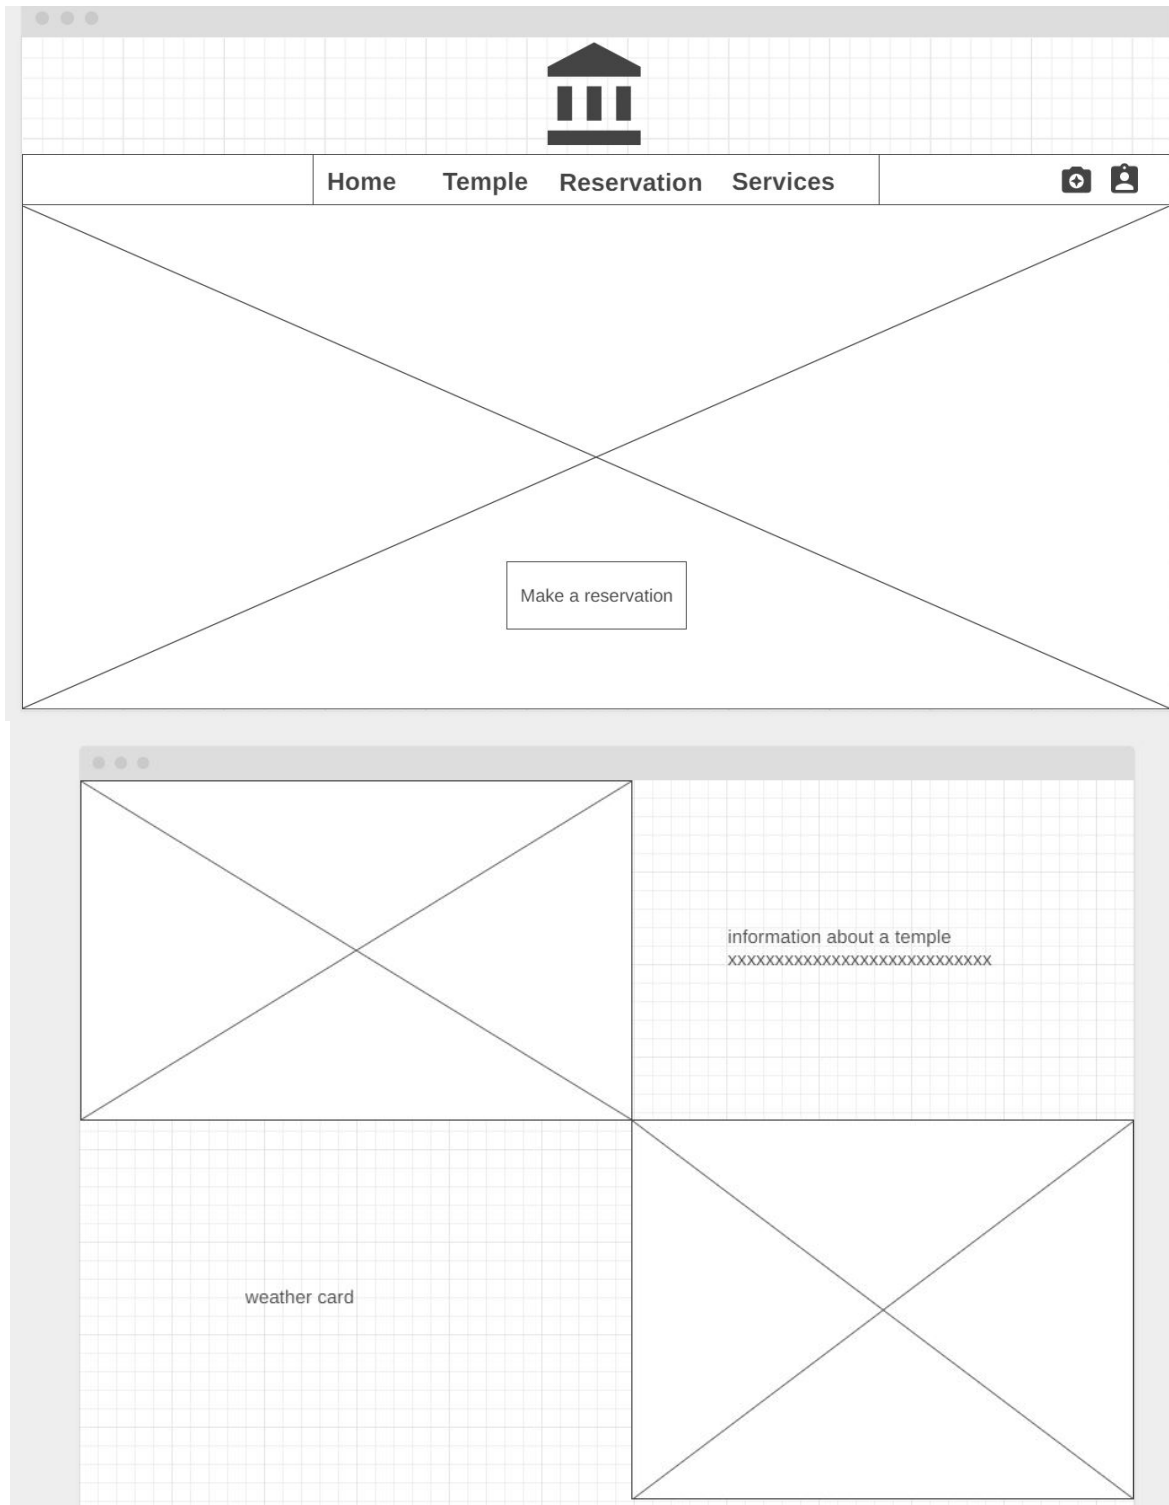 Home Temple Reservation Services
Make a reservation
information about a temple
xxxxxxxxxxxxxxxxxxxxxxxxxxxx
weather card